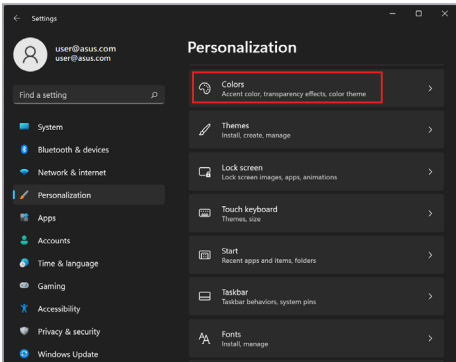 Settings
user@asus.com
user@asus.com
Find a setting
System
Bluetooth & devices
Network & internet
Personalization
Apps
Accounts
Time & language
Gaming
Accessibility
Privacy & security
Windows Update
Personalization
Colors
Accent color, transparency effects, color theme
Themes
Install, create, manage
Lock screen
Lock screen images, apps, animations
Touch keyboard
Themes, size
Start
Recent apps and items, folders
Taskbar
Taskbar behaviors, system pins
Fonts
Install, manage